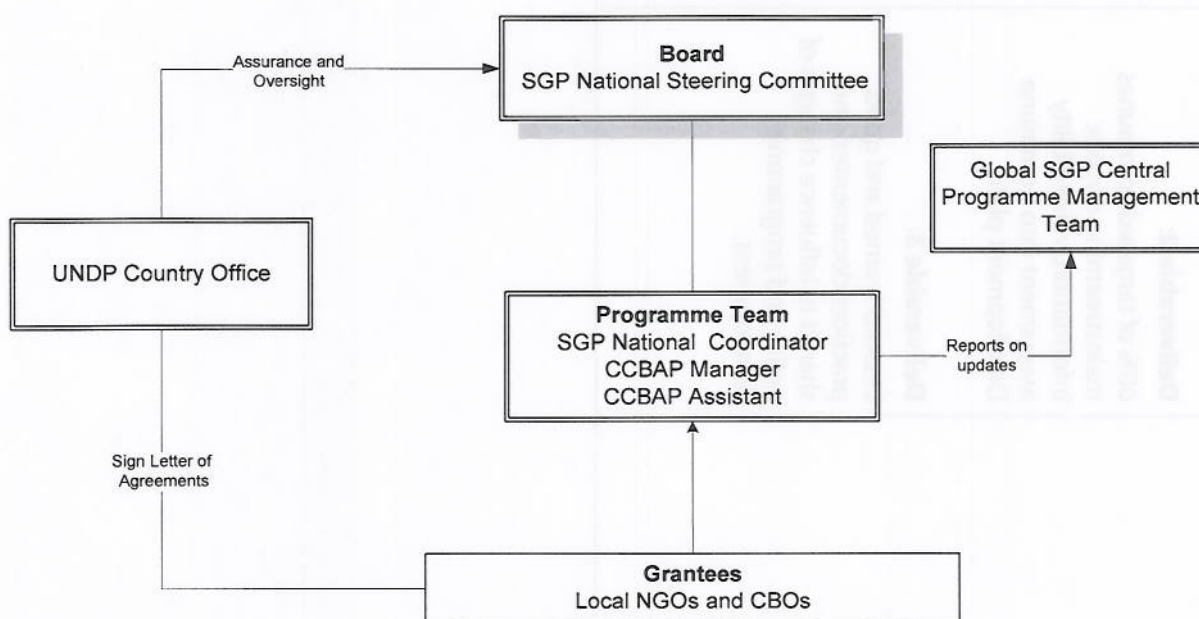 Assurance and
Oversight
Board
SGP National Steering Committee
Global SGP Central
Programme Management
Team
UNDP Country Office
Programme Team
SGP National Coordinator
CCBAP Manager
CCBAP Assistant
Reports on
updates
Sign Letter of
Agreements
Grantees
Local NGOs and CBOs